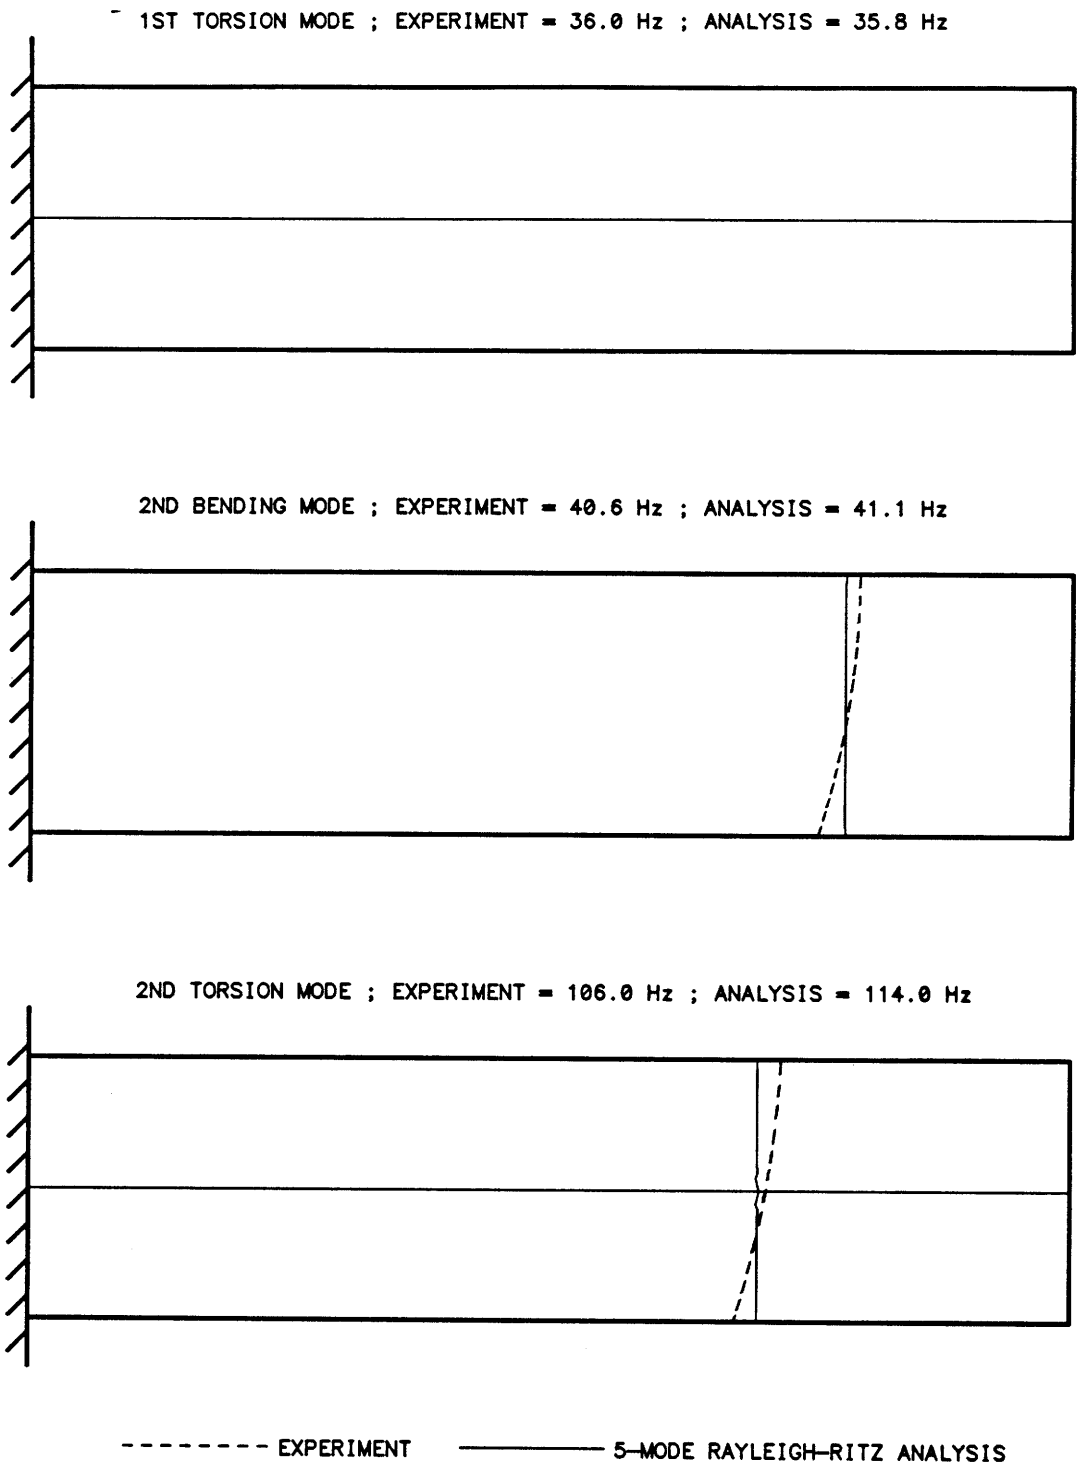 1ST TORSION MODE ; EXPERIMENT = 36.0 Hz ; ANALYSIS = 35.8 Hz
2ND BENDING MODE ; EXPERIMENT = 40.6 Hz ; ANALYSIS = 41.1 Hz
2ND TORSION MODE ; EXPERIMENT = 106.0 Hz ; ANALYSIS = 114.0 Hz
EXPERIMENT
5-MODE RAYLEIGH-RITZ ANALYSIS